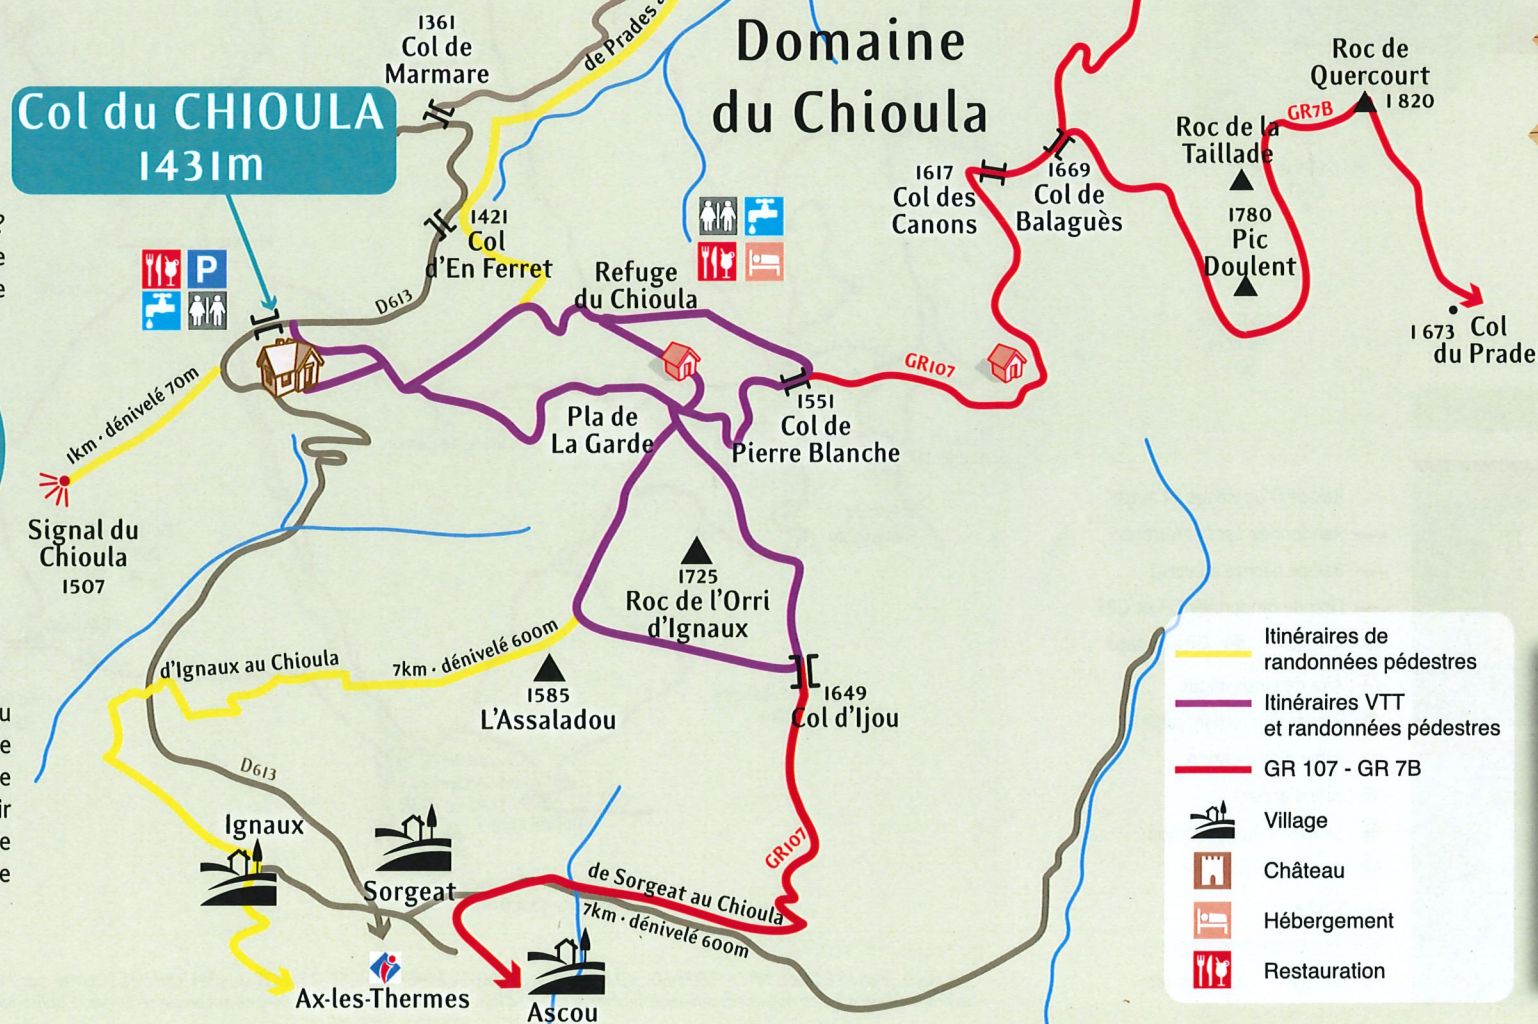 1361
Col de
Marmare
de Prades à
Domaine
du Chioula
Col du CHIOULA
1431m
Roc de
Quercourt
1 820
GR7B
Roc de la
Taillade
1780
Pic
Doulent
1617
Col des
Canons
1669
Col de
Balaguès
1421
Col
d'En Ferret
Refuge
du Chioula
P
D613
1 673 Col
du Prade
GR107
1km · dénivelé 70m
1551
Col de
Pierre Blanche
Pla de
La Garde
Signal du
Chioula
1507
1725
Roc de l'Orri
d'Ignaux
d'Ignaux au Chioula
7km · dénivelé 600m
1585
L'Assaladou
1649
Col d'Ijou
D613
GR107
Ignaux
Sorgeat
de Sorgeat au Chioula
7km · dénivelé 600m
Ax-les-Thermes
Ascou
Itinéraires de
randonnées pédestres
Itinéraires VTT
et randonnées pédestres
GR 107 - GR 7B
Village
Château
Hébergement
Restauration